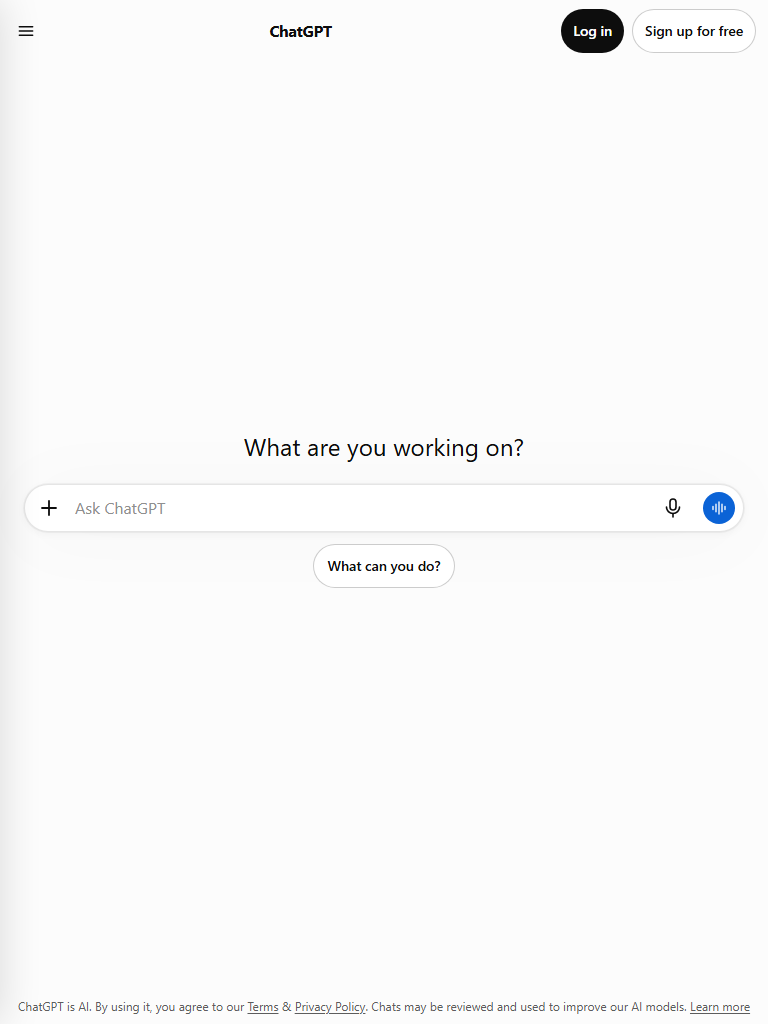 ChatGPT
Log in
Sign up for free
What are you working on?
Ask ChatGPT
What can you do?
ChatGPT is AI. By using it, you agree to our Terms & Privacy Policy. Chats may be reviewed and used to improve our AI models. Learn more